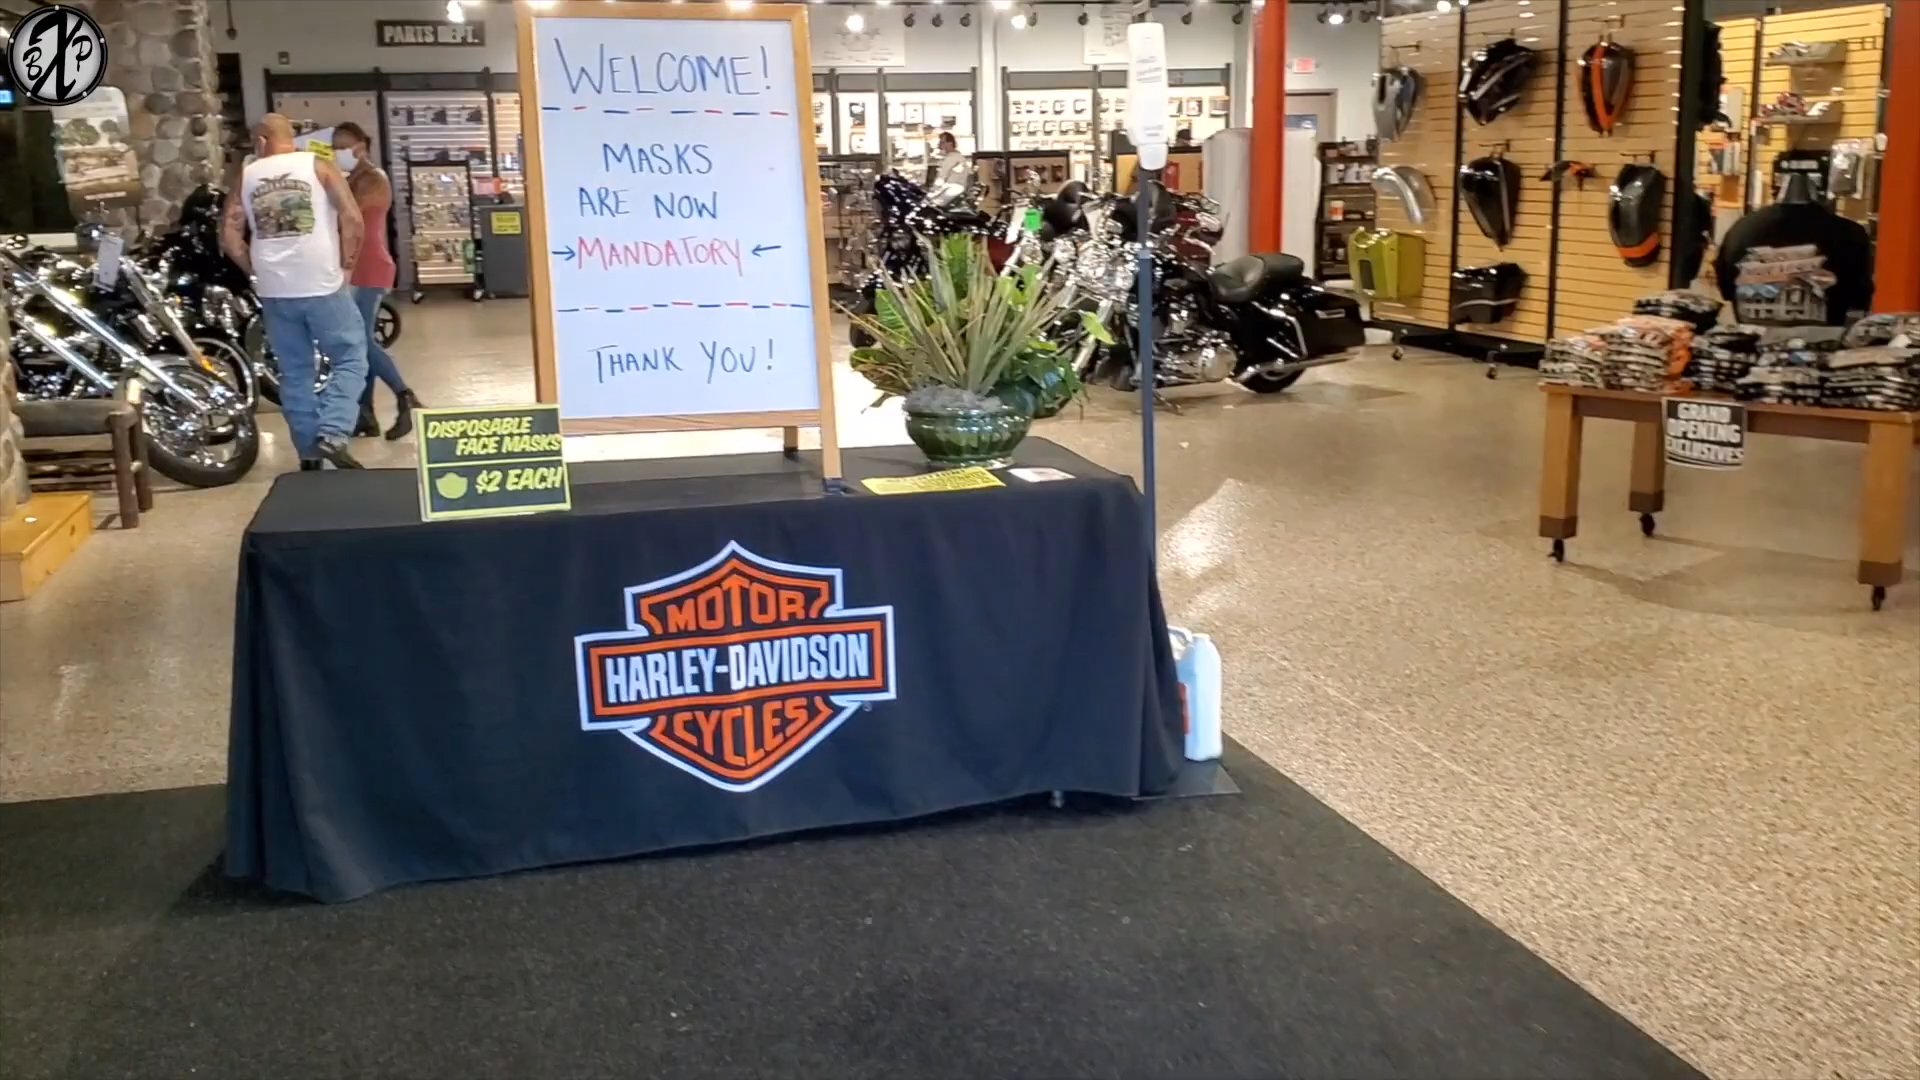 BXP
PARTS DEPT.
WELCOME!
MASKS
ARE NOW
→MANDATORY←
THANK YOU!
DISPOSABLE
FACE MASKS
$2 EACH
GRAND
OPENING
EXCLUSIVES
MOTOR
HARLEY-DAVIDSON
CYCLES